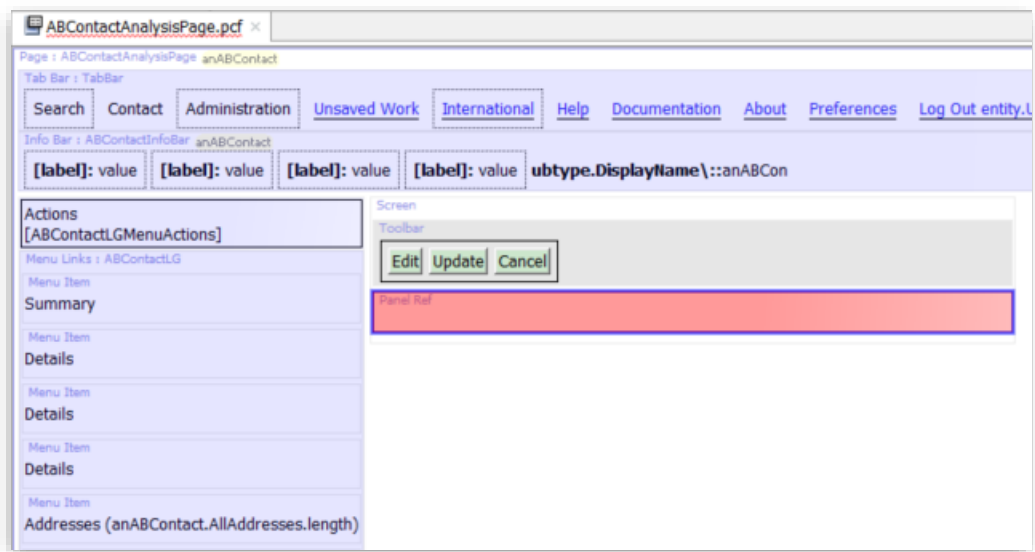 ABContactAnalysisPage.pcf ×
Page : ABContactAnalysisPage anABContact
Tab Bar : TabBar
Search Contact Administration Unsaved Work International Help Documentation About Preferences Log Out entity.U
Info Bar : ABContactInfoBar anABContact
[label]: value [label]: value [label]: value [label]: value ubtype.DisplayName\::anABCon
Actions
[ABContactLGMenuActions]
Menu Links : ABContactLG
Menu Item
Summary
Menu Item
Details
Menu Item
Details
Menu Item
Details
Menu Item
Addresses (anABContact.AllAddresses.length)
Screen
Toolbar
Edit Update Cancel
Panel Ref